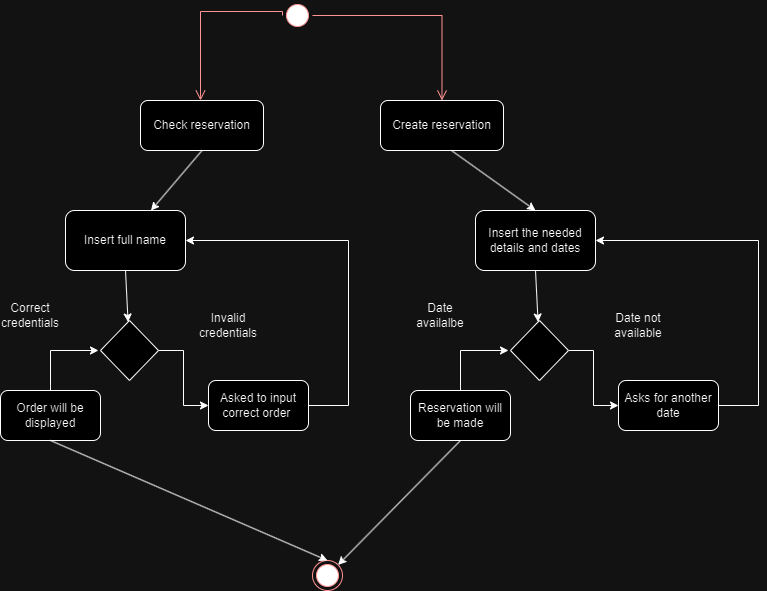 Check reservation
Create reservation
Insert full name
Insert the needed
details and dates
Correct
credentials
Invalid
credentials
Date
availalbe
Date not
available
Order will be
displayed
Asked to input
correct order
Reservation will
be made
Asks for another
date